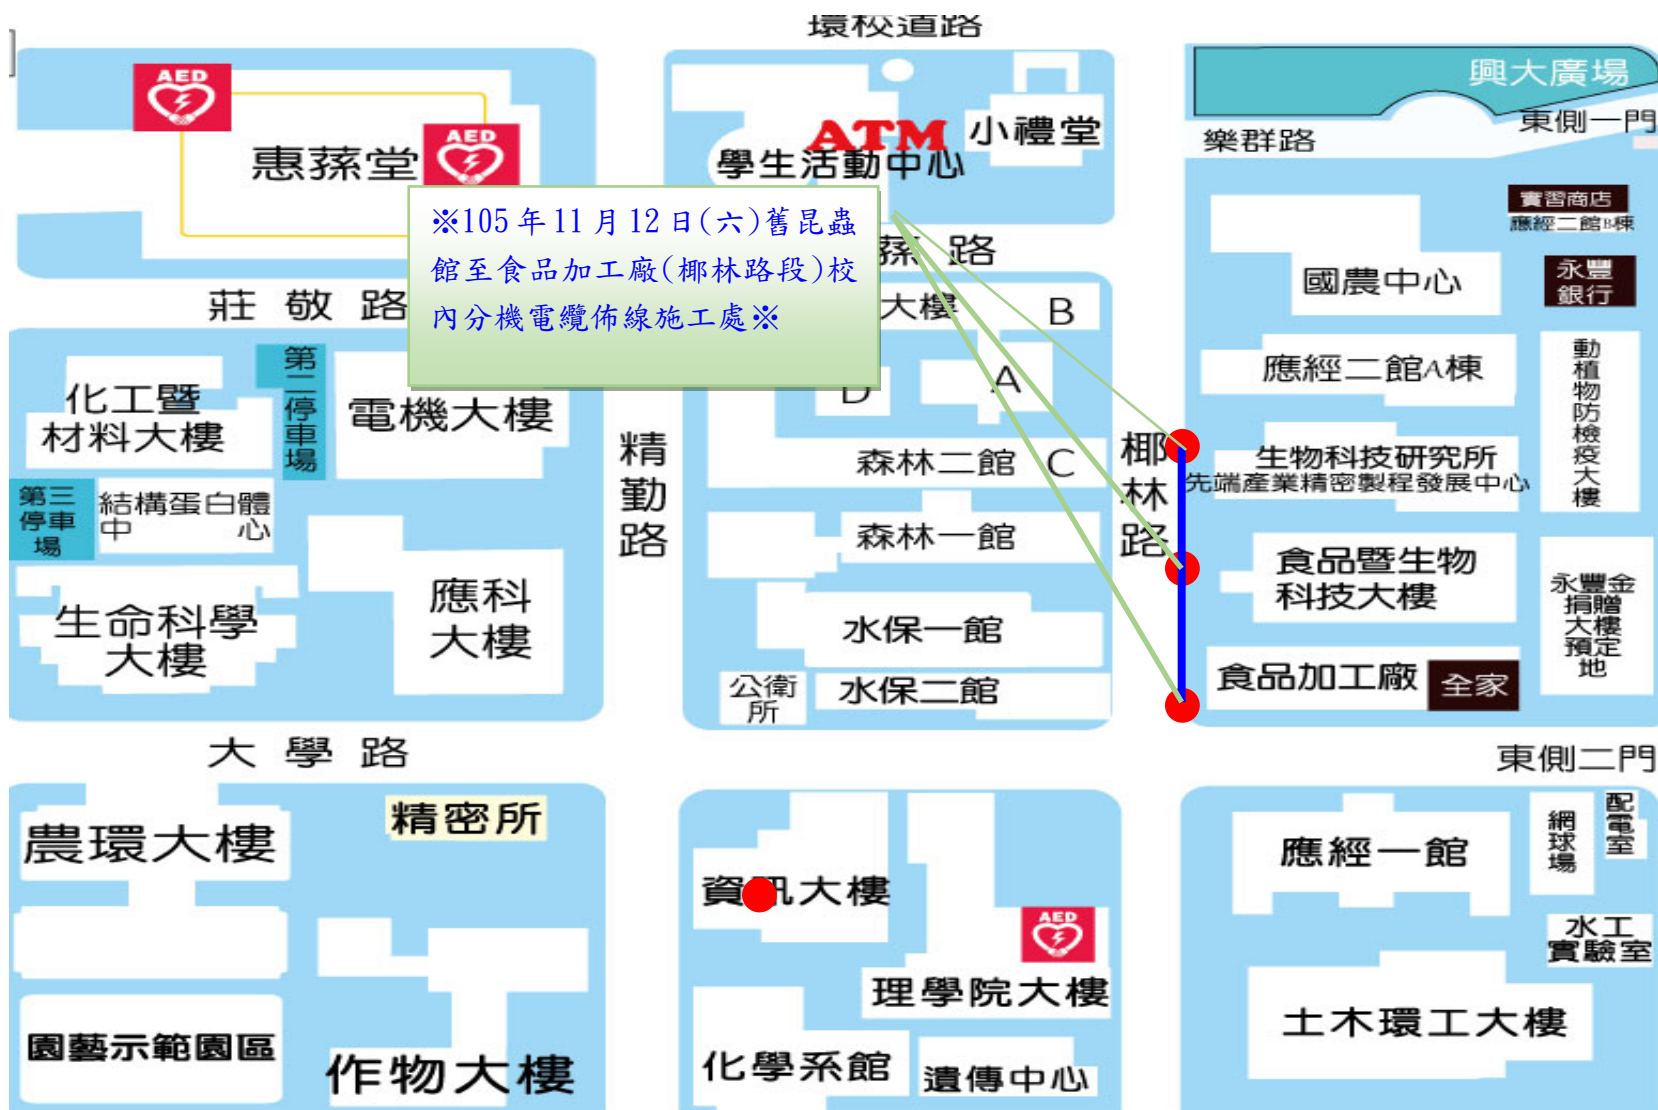 環校道路
AED
AED
惠蓀堂
ATM
學生活動中心
小禮堂
興大廣場
東側一門
樂群路
實習商店
應經二館B棟
國農中心
永豐
銀行
※105年11月12日(六)舊昆蟲
館至食品加工廠(椰林路段)校
內分機電纜佈線施工處※
蓀路
莊敬路
大樓
B
A
D
C
第二停車場
化工暨
材料大樓
電機大樓
精勤路
森林二館
椰林路
應經二館A棟
動植物防檢疫大樓
生物科技研究所
先端產業精密製程發展中心
第三
停車
場
結構蛋白體
中心
森林一館
食品暨生物
科技大樓
永豐金
捐贈
大樓
預定
地
生命科學
大樓
應科
大樓
水保一館
公衛
所
水保二館
食品加工廠
全家
大學路
東側二門
農環大樓
精密所
資訊大樓
AED
理學院大樓
應經一館
網球場
配電室
水工
實驗室
園藝示範園區
作物大樓
化學系館
遺傳中心
土木環工大樓